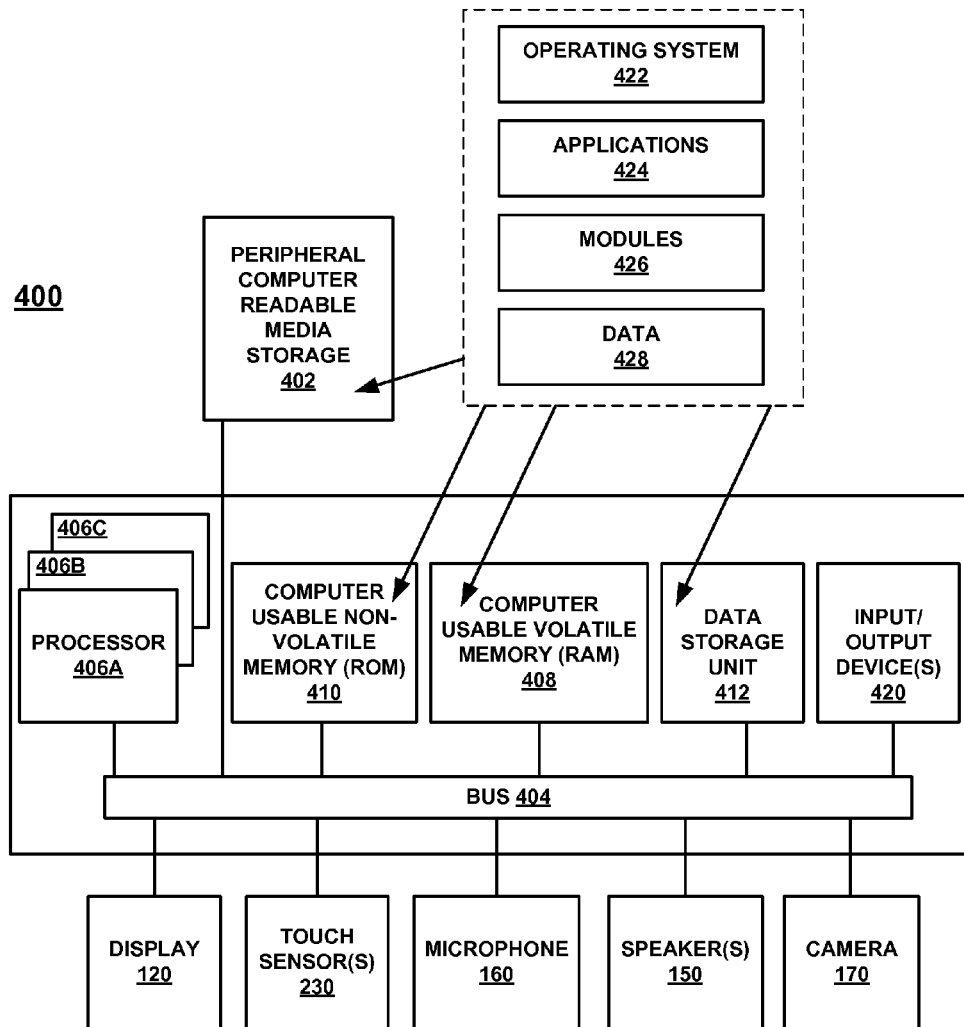 OPERATING SYSTEM
422
APPLICATIONS
424
MODULES
426
DATA
428
PERIPHERAL
COMPUTER
READABLE
MEDIA
STORAGE
402
400
406C
406B
PROCESSOR
406A
COMPUTER
USABLE NON-
VOLATILE
MEMORY (ROM)
410
COMPUTER
USABLE VOLATILE
MEMORY (RAM)
408
DATA
STORAGE
UNIT
412
INPUT/
OUTPUT
DEVICE(S)
420
BUS 404
DISPLAY
120
TOUCH
SENSOR(S)
230
MICROPHONE
160
SPEAKER(S)
150
CAMERA
170